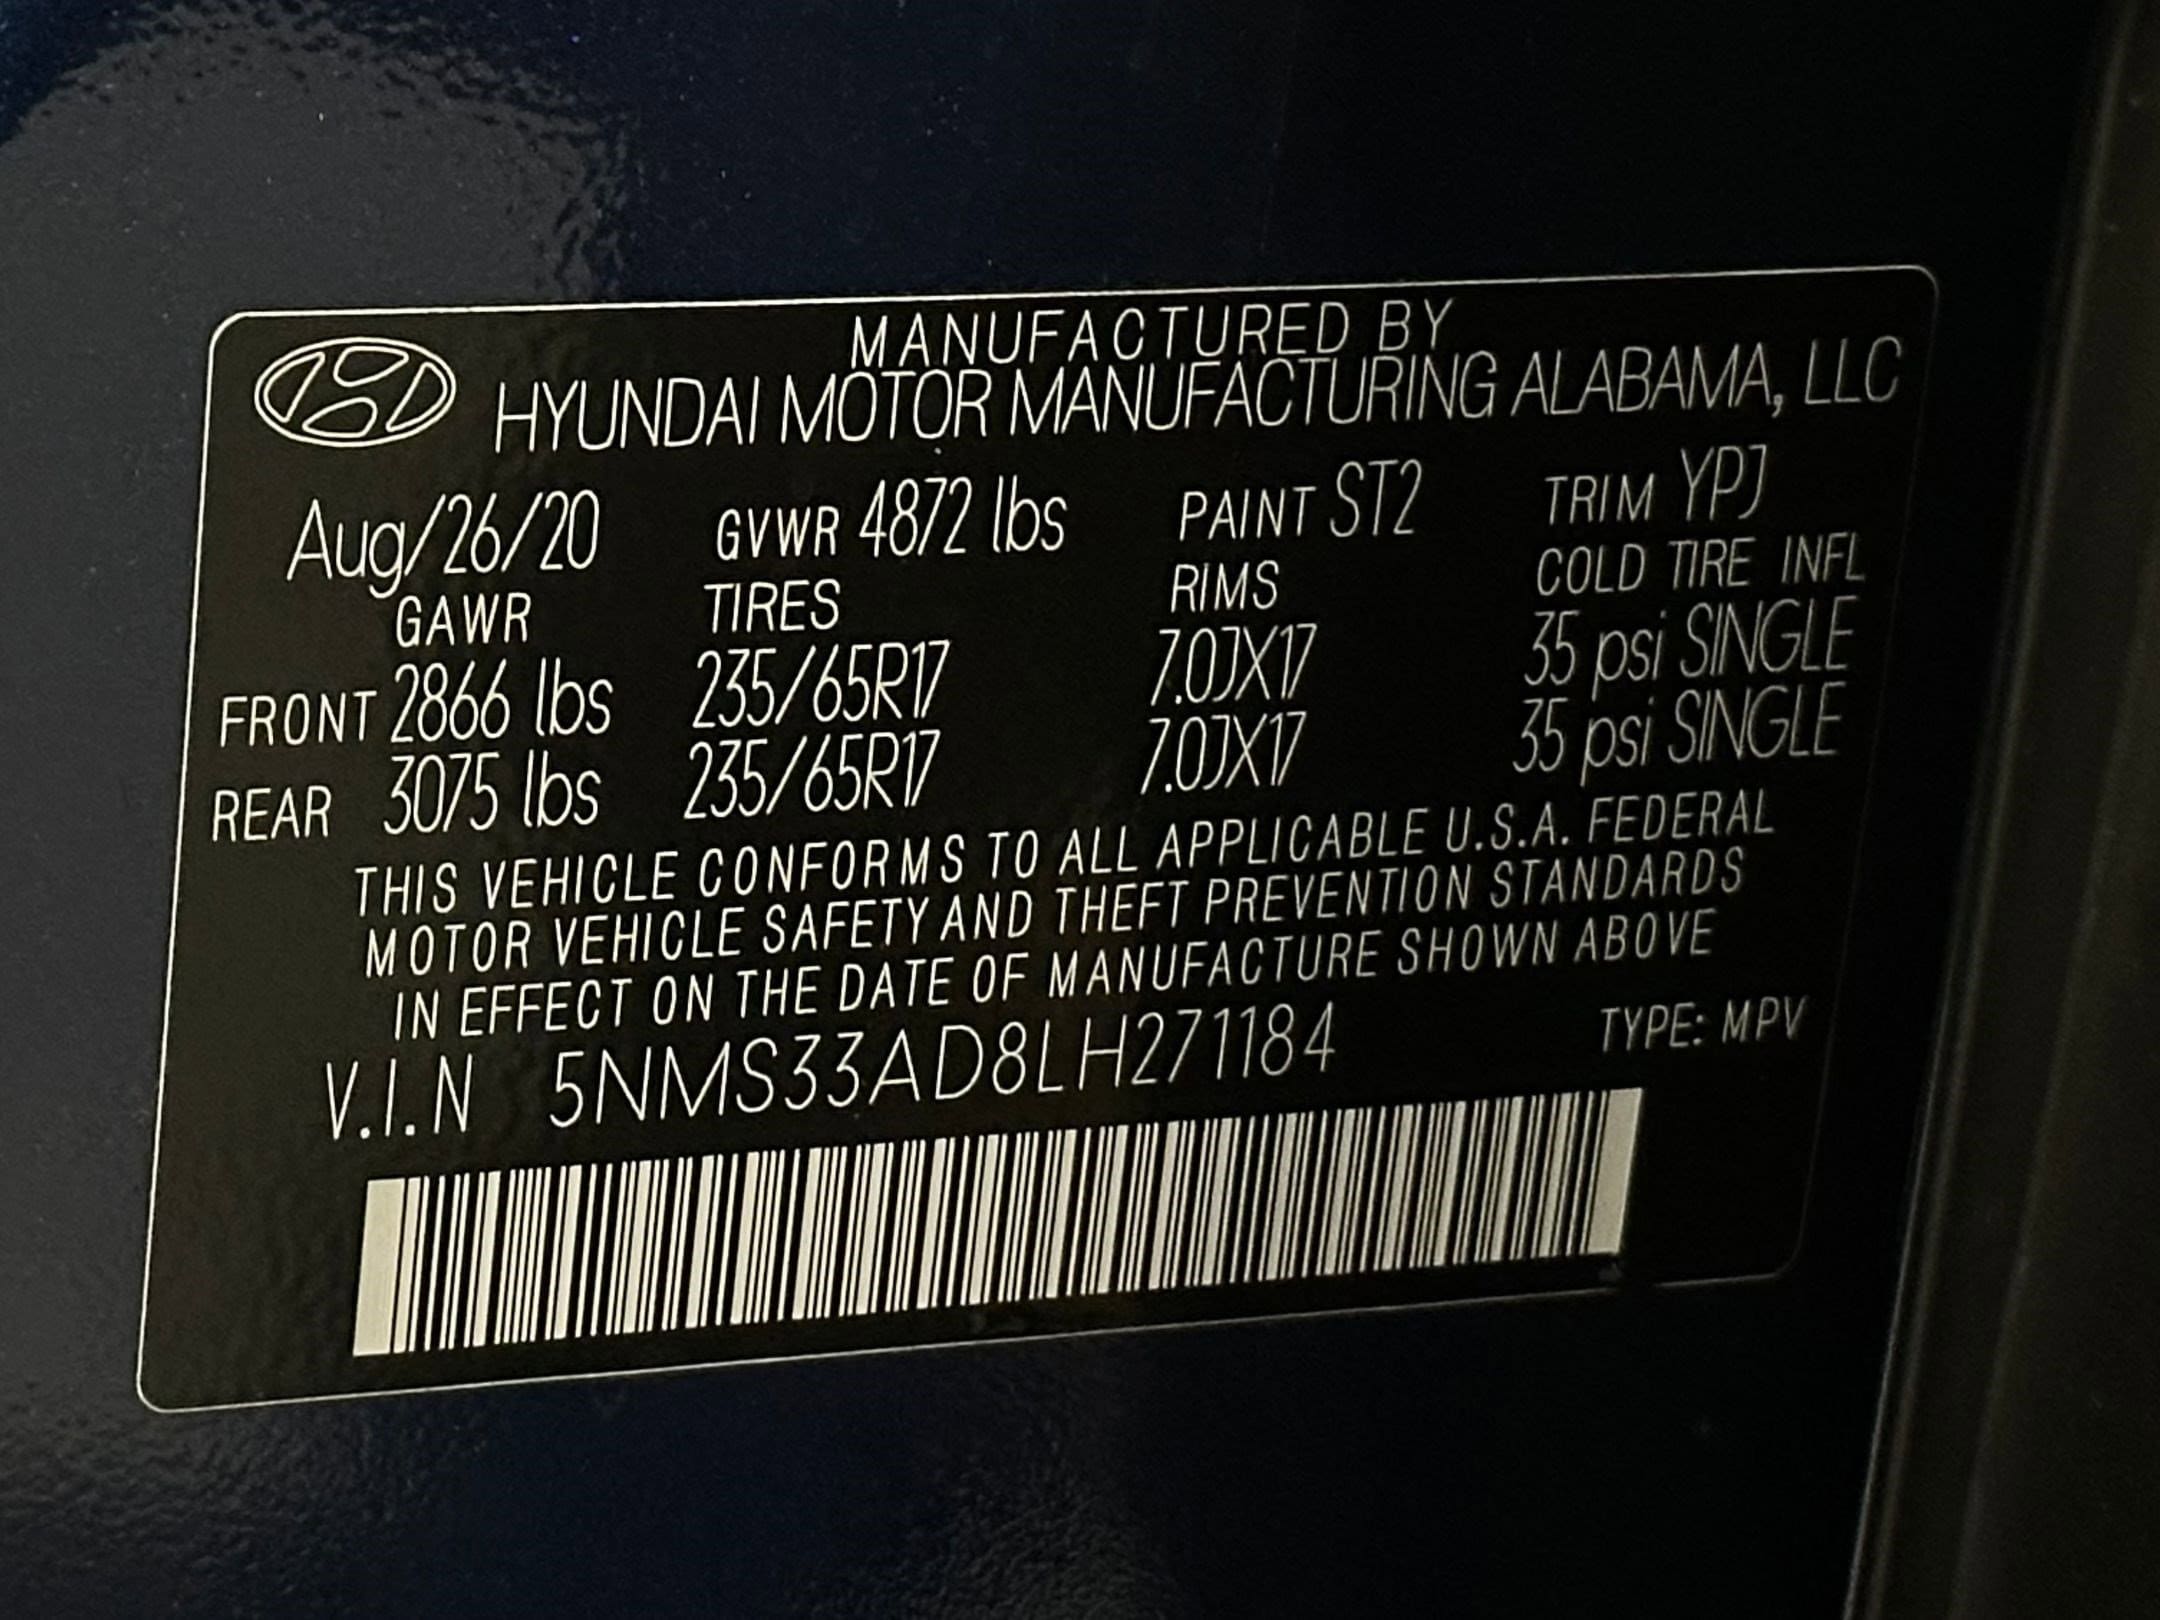 MANUFACTURED BY
HYUNDAI MOTOR MANUFACTURING ALABAMA, LLC
Aug/26/20 GVWR 4872 lbs PAINT ST2 TRIM YPJ
GAWR TIRES RIMS COLD TIRE INFL
FRONT 2866 lbs 235/65R17 7.0JX17 35 psi SINGLE
REAR 3075 lbs 235/65R17 7.0JX17 35 psi SINGLE
THIS VEHICLE CONFORMS TO ALL APPLICABLE U.S.A. FEDERAL
MOTOR VEHICLE SAFETY AND THEFT PREVENTION STANDARDS
IN EFFECT ON THE DATE OF MANUFACTURE SHOWN ABOVE
V.I.N 5NMS33AD8LH271184 TYPE: MPV